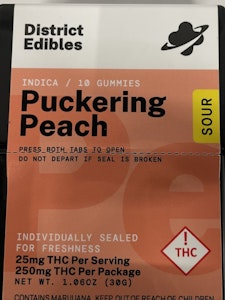 District
Edibles
INDICA / 10 GUMMIES
Puckering
Peach
SOUR
PRESS BOTH TABS TO OPEN
DO NOT DEPART IF SEAL IS BROKEN
Pe
INDIVIDUALLY SEALED
FOR FRESHNESS
THC
25mg THC Per Serving
250mg THC Per Package
NET WT. 1.06OZ (30G)
CONTAINS MARIJUANA. KEEP OUT OF REACH OF CHILDREN